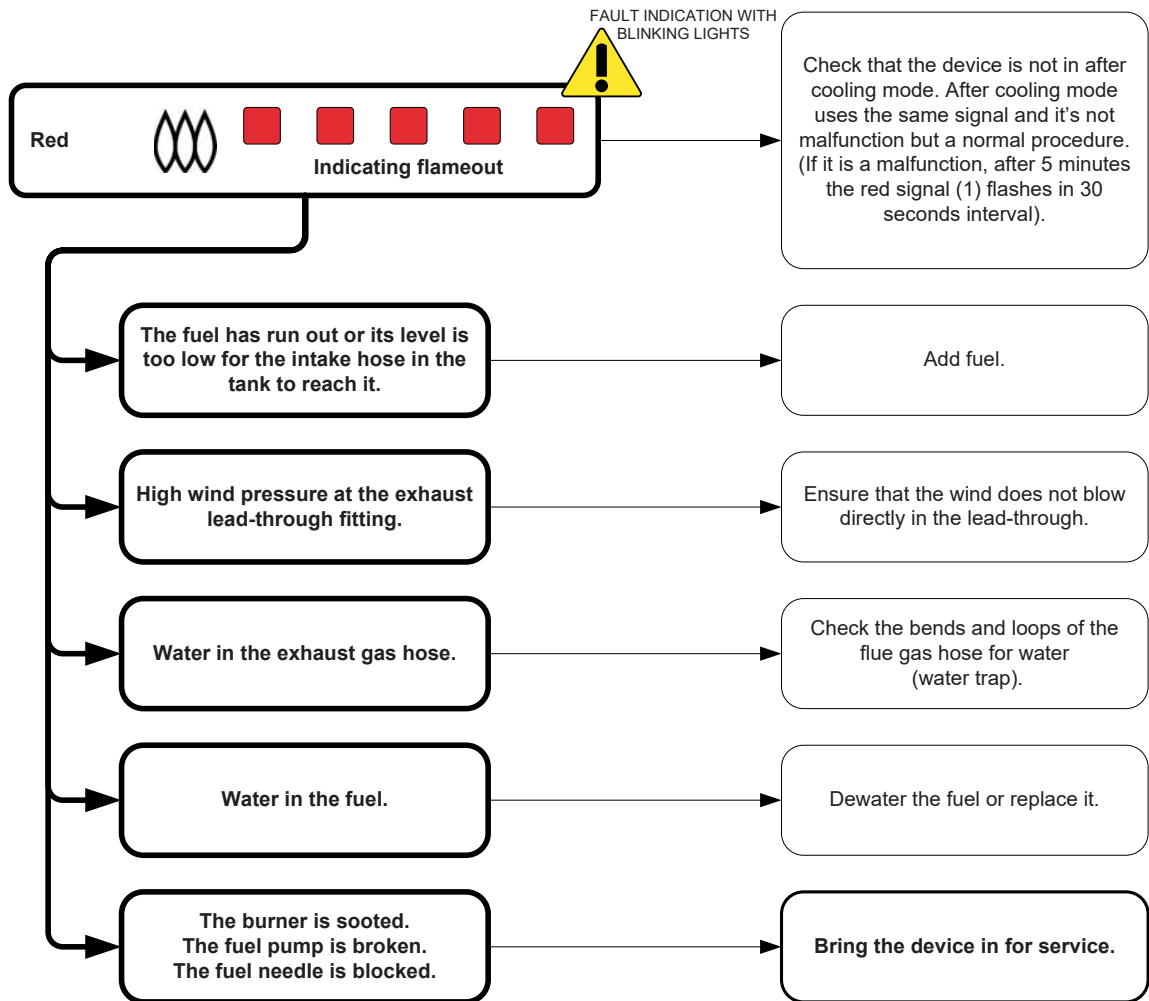 FAULT INDICATION WITH
BLINKING LIGHTS
Red
Indicating flameout
Check that the device is not in after
cooling mode. After cooling mode
uses the same signal and it's not
malfunction but a normal procedure.
(If it is a malfunction, after 5 minutes
the red signal (1) flashes in 30
seconds interval).
The fuel has run out or its level is
too low for the intake hose in the
tank to reach it.
Add fuel.
High wind pressure at the exhaust
lead-through fitting.
Ensure that the wind does not blow
directly in the lead-through.
Water in the exhaust gas hose.
Check the bends and loops of the
flue gas hose for water
(water trap).
Water in the fuel.
Dewater the fuel or replace it.
The burner is sooted.
The fuel pump is broken.
The fuel needle is blocked.
Bring the device in for service.